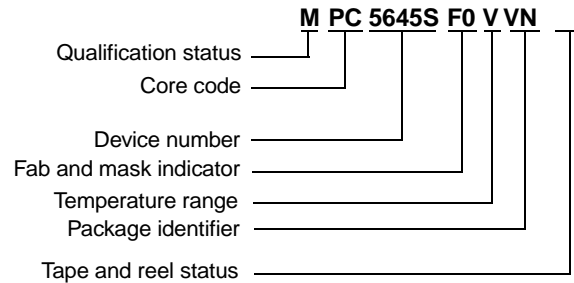 M PC 5645S F0 V VN
Qualification status
Core code
Device number
Fab and mask indicator
Temperature range
Package identifier
Tape and reel status